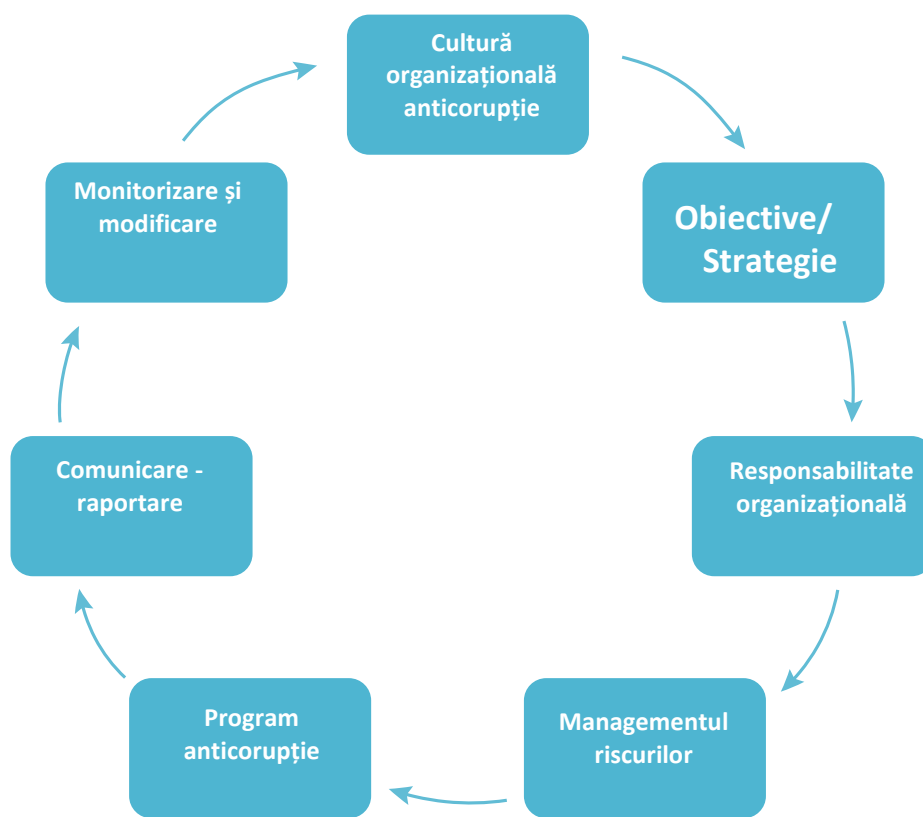 Cultură
organizațională
anticorupție
Obiective/
Strategie
Responsabilitate
organizațională
Managementul
riscurilor
Program
anticorupție
Comunicare -
raportare
Monitorizare și
modificare